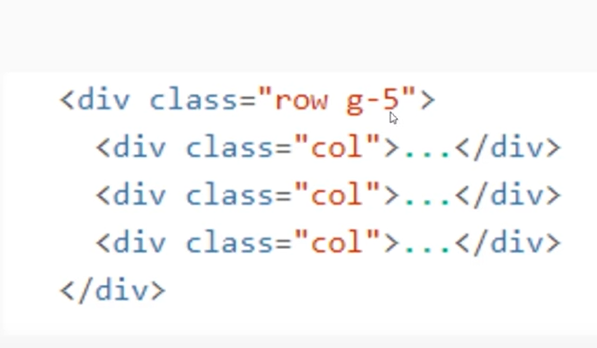 <div class="row g-5">
<div class="col">...</div>
<div class="col">...</div>
<div class="col">...</div>
</div>